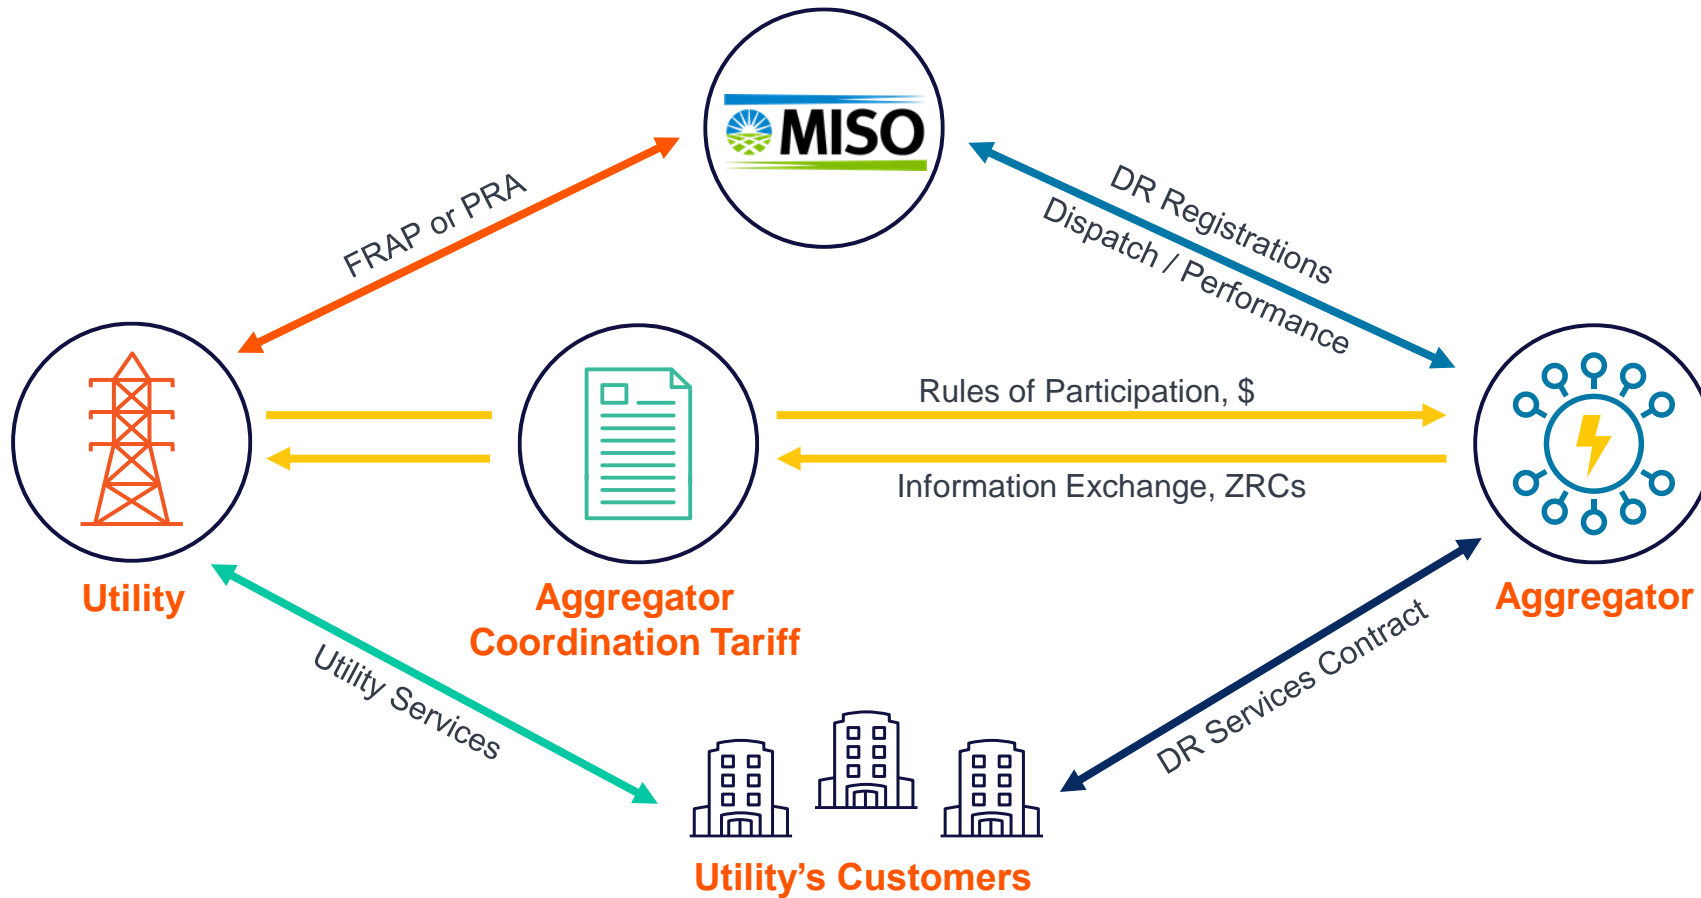 MISO
FRAP or PRA
DR Registrations
Dispatch / Performance
Rules of Participation, $
Information Exchange, ZRCs
Utility
Aggregator
Coordination Tariff
Aggregator
Utility Services
DR Services Contract
Utility’s Customers